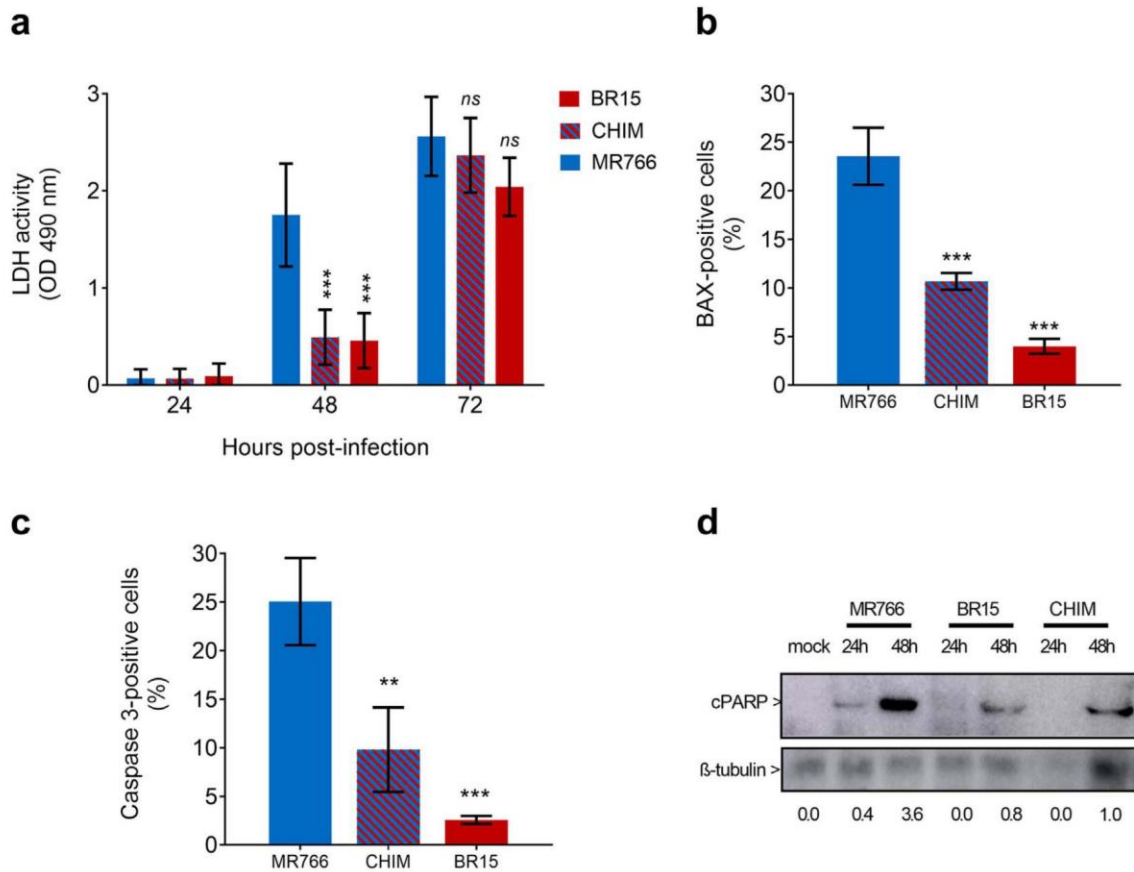 a
LDH activity
(OD 490 nm)
3
2
1
0
***
***
ns
ns
24
48
72
Hours post-infection
BR15
CHIM
MR766
b
BAX-positive cells
(%)
30
25
20
15
10
5
0
***
***
MR766 CHIM BR15
c
Caspase 3-positive cells
(%)
30
25
20
15
10
5
0
**
***
MR766 CHIM BR15
d
MR766 BR15 CHIM
mock 24h 48h 24h 48h 24h 48h
cPARP >
ß-tubulin >
0.0 0.4 3.6 0.0 0.8 0.0 1.0